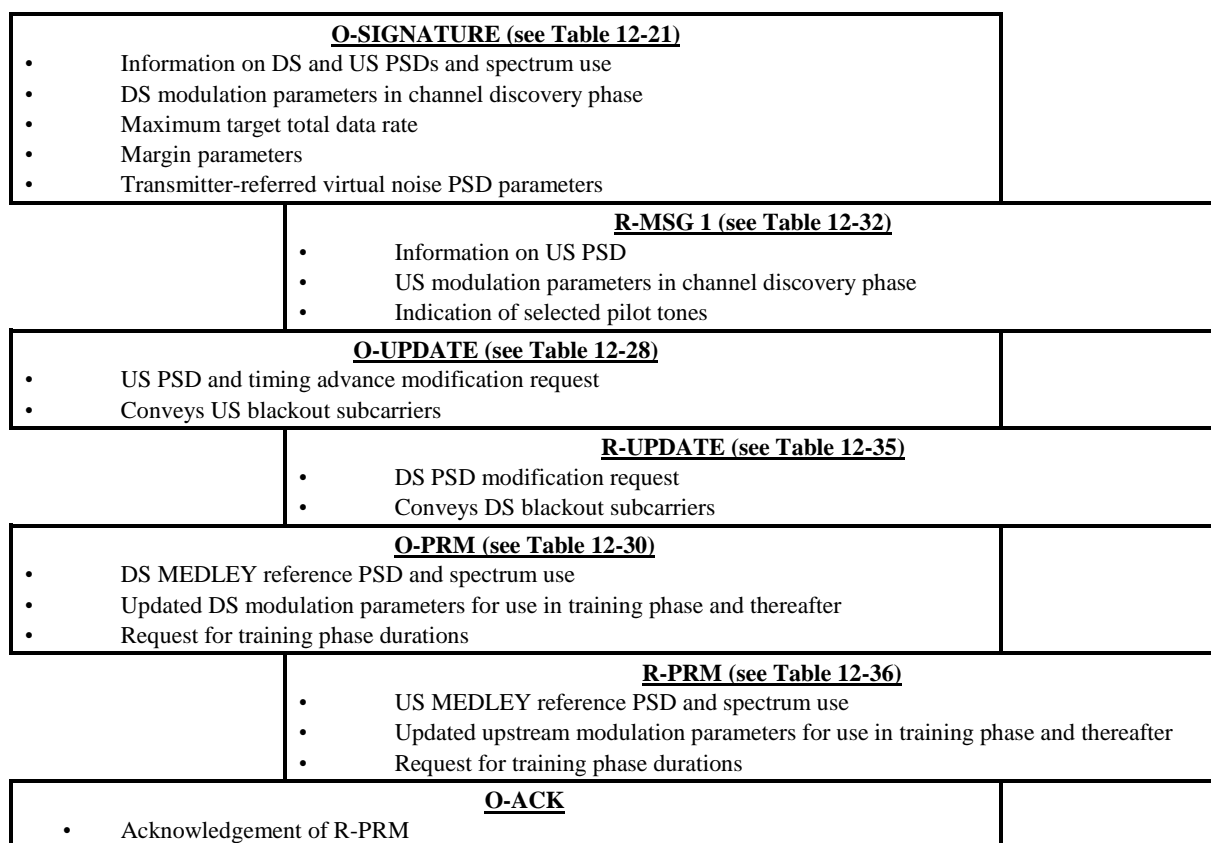 O-SIGNATURE (see Table 12-21)
• Information on DS and US PSDs and spectrum use
• DS modulation parameters in channel discovery phase
• Maximum target total data rate
• Margin parameters
• Transmitter-referred virtual noise PSD parameters
R-MSG 1 (see Table 12-32)
• Information on US PSD
• US modulation parameters in channel discovery phase
• Indication of selected pilot tones
O-UPDATE (see Table 12-28)
• US PSD and timing advance modification request
• Conveys US blackout subcarriers
R-UPDATE (see Table 12-35)
• DS PSD modification request
• Conveys DS blackout subcarriers
O-PRM (see Table 12-30)
• DS MEDLEY reference PSD and spectrum use
• Updated DS modulation parameters for use in training phase and thereafter
• Request for training phase durations
R-PRM (see Table 12-36)
• US MEDLEY reference PSD and spectrum use
• Updated upstream modulation parameters for use in training phase and thereafter
• Request for training phase durations
O-ACK
• Acknowledgement of R-PRM